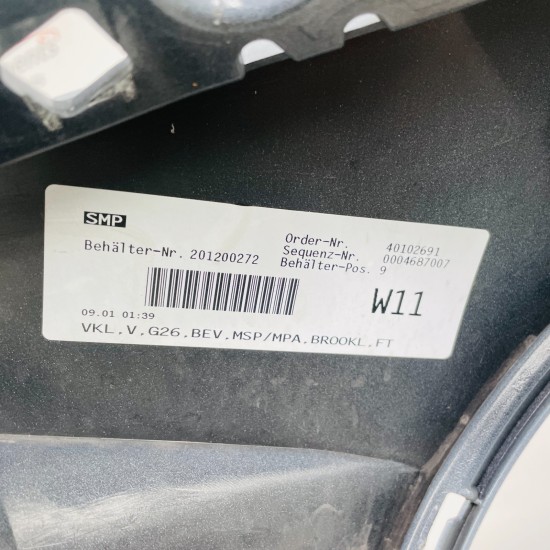 SMP
Order-Nr. 40102691
Behälter-Nr. 201200272 Sequenz-Nr. 0004687007
Behälter-Pos. 9
W11
09.01 01:39
VKL.V.G26.BEV.MSP/MPA.BROOKL.FT